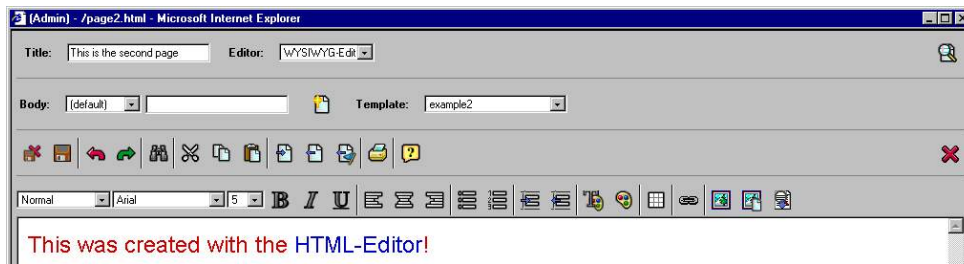 (Admin) - /page2.html - Microsoft Internet Explorer
Title: This is the second page Editor: WYSIWYG-Edit
Body: (default) Template: example2
Normal Arial 5 B I U
This was created with the HTML-Editor!